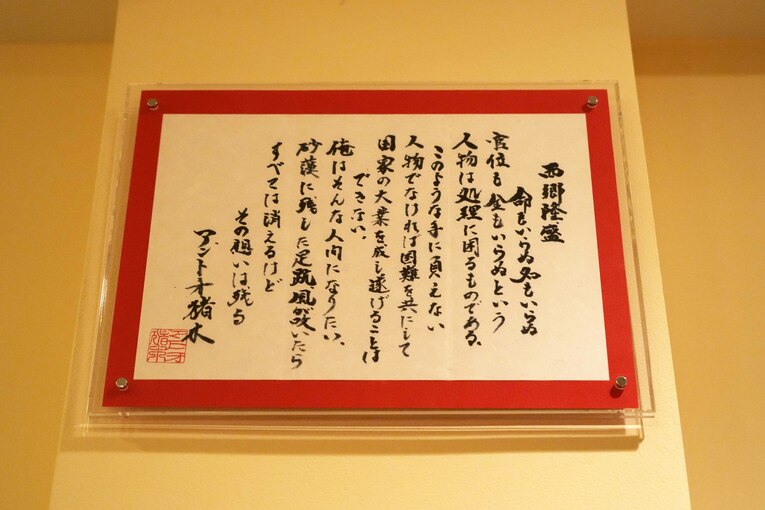 西郷隆盛
命もいらぬ名もいらぬ
官位も金もいらぬという
人物は処理に困るものである、
このような手に負えない
人物でなければ困難を共にして
国家の大業を成し遂げることは
できない。
俺はそんな人間になりたい、
砂漠に残した足跡風が吹いたら
すべては消えるけど
その想いは残る
アントニオ猪木